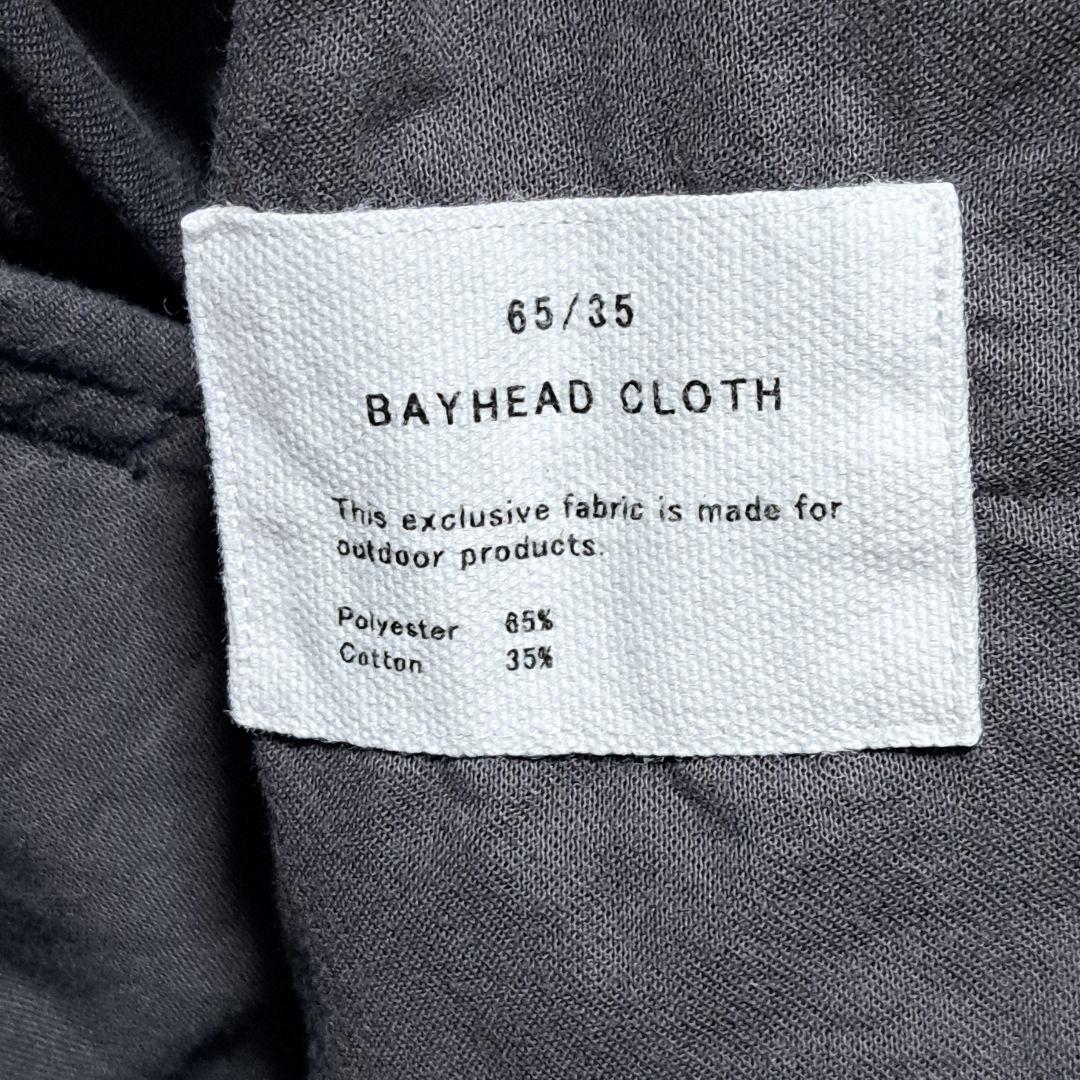 65/35
BAYHEAD CLOTH
This exclusive fabric is made for
outdoor products.
Polyester 65%
Cotton 35%